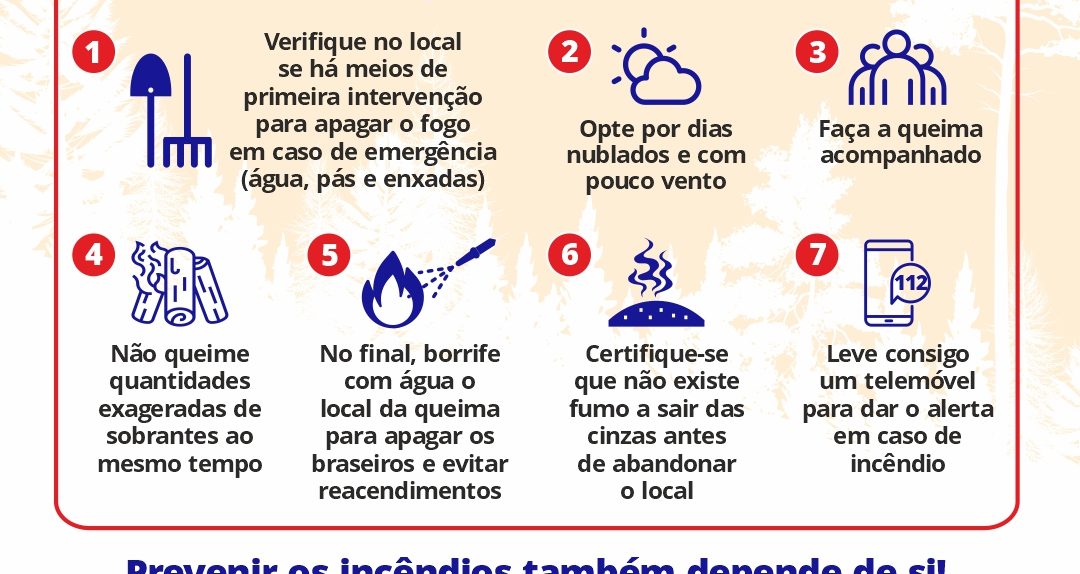 1
Verifique no local
se há meios de
primeira intervenção
para apagar o fogo
em caso de emergência
(água, pás e enxadas)
2
Opte por dias
nublados e com
pouco vento
3
Faça a queima
acompanhado
4
Não queime
quantidades
exageradas de
sobrantes ao
mesmo tempo
5
No final, borrife
com água o
local da queima
para apagar os
braseiros e evitar
reacendimentos
6
Certifique-se
que não existe
fumo a sair das
cinzas antes
de abandonar
o local
7
112
Leve consigo
um telemóvel
para dar o alerta
em caso de
incêndio
Prevenir os incêndios também depende de si!